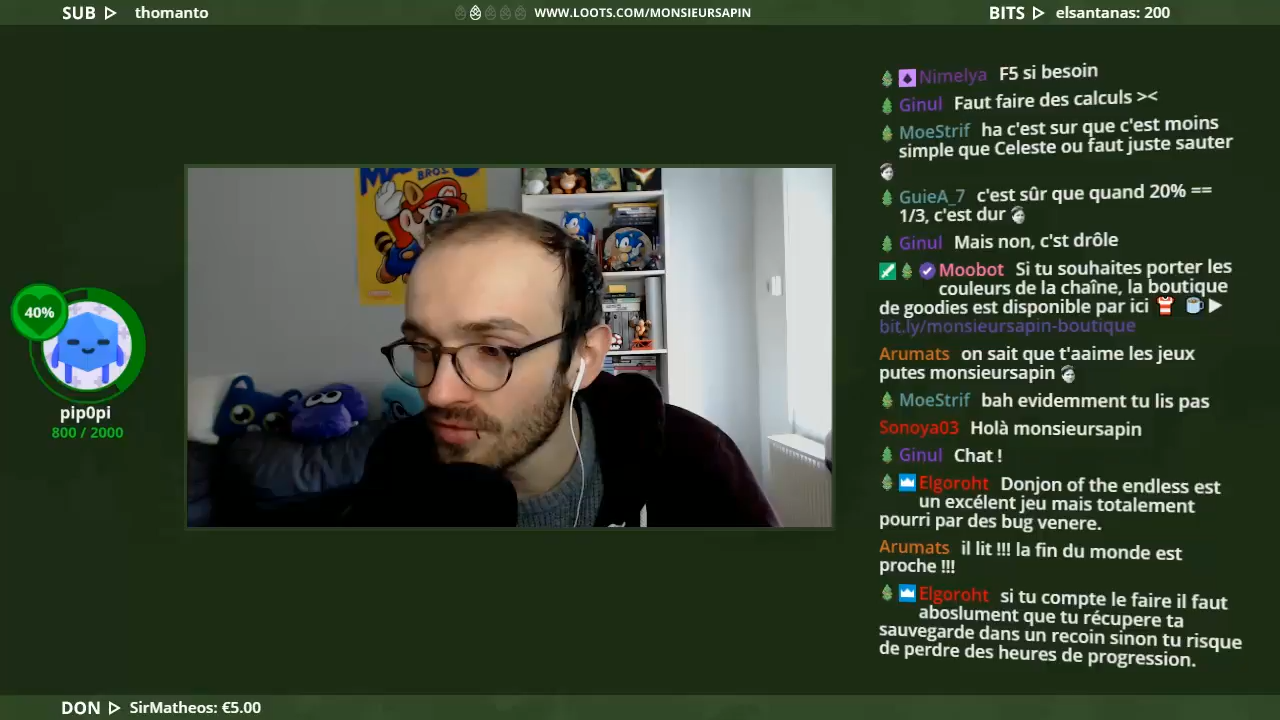 SUB thomanto
WWW.LOOTS.COM/MONSIEURSAPIN
BITS elsantanas: 200
40%
pip0pi
800 / 2000
BROS.
Nimelya F5 si besoin
Ginul Faut faire des calculs ><
MoeStrif ha c'est sur que c'est moins
simple que Celeste ou faut juste sauter
GuieA_7 c'est sûr que quand 20% ==
1/3, c'est dur
Ginul Mais non, c'st drôle
Moobot Si tu souhaites porter les
couleurs de la chaîne, la boutique
de goodies est disponible par ici
bit.ly/monsieursapin-boutique
Arumats on sait que t'aaime les jeux
putes monsieursapin
MoeStrif bah evidemment tu lis pas
Sonoya03 Holà monsieursapin
Ginul Chat !
Elgoroht Donjon of the endless est
un excélent jeu mais totalement
pourri par des bug venere.
Arumats il lit !!! la fin du monde est
proche !!!
Elgoroht si tu compte le faire il faut
aboslument que tu récupere ta
sauvegarde dans un recoin sinon tu risque
de perdre des heures de progression.
DON SirMatheos: €5.00